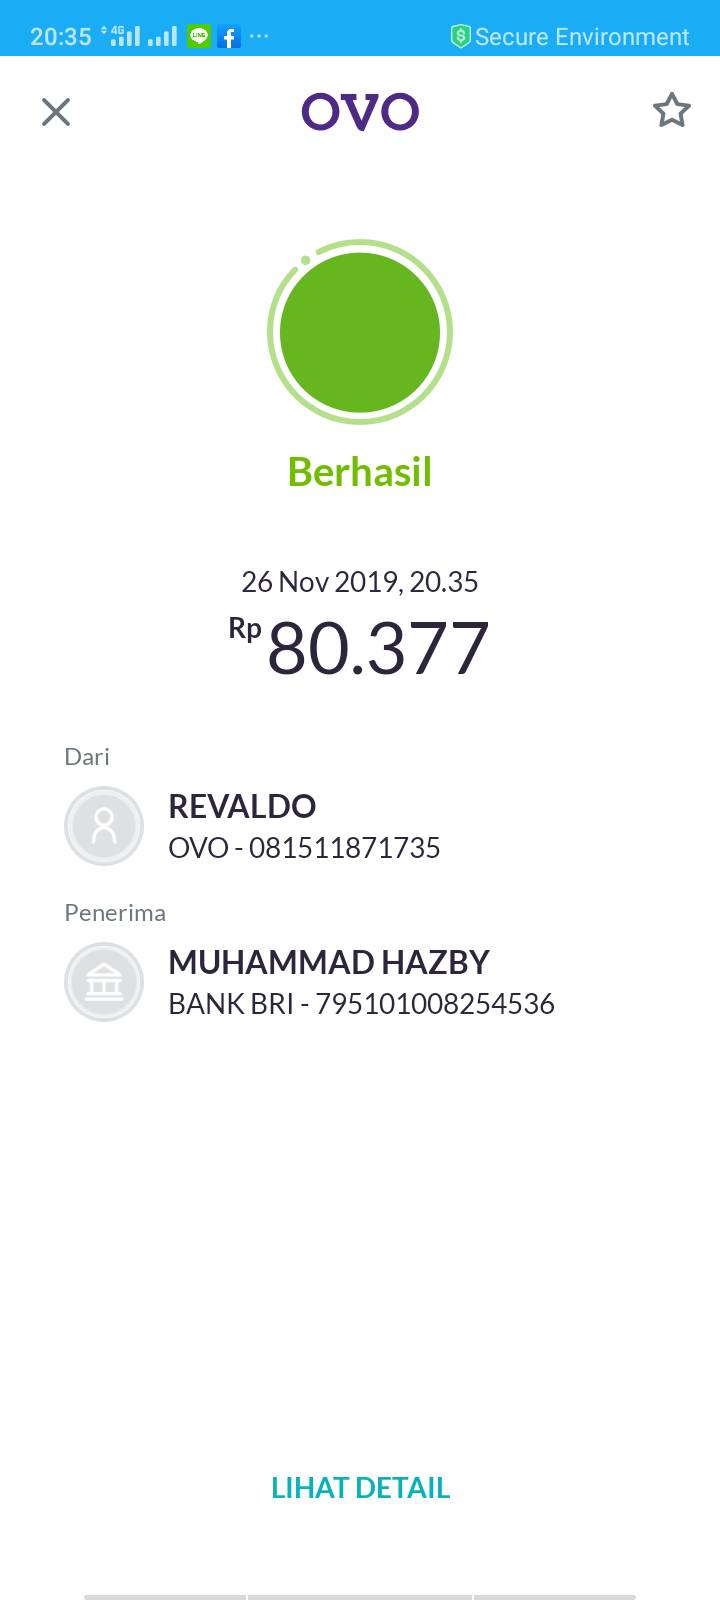 20:35 4G LINE Secure Environment
OVO
Berhasil
26 Nov 2019, 20.35
Rp 80.377
Dari
REVALDO
OVO - 081511871735
Penerima
MUHAMMAD HAZBY
BANK BRI - 795101008254536
LIHAT DETAIL